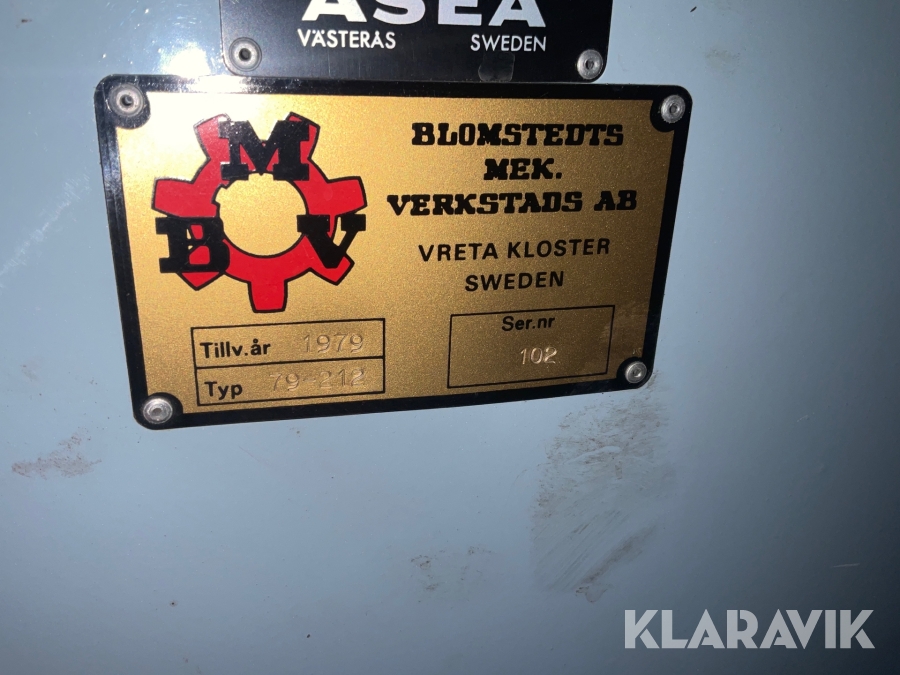 ASEA
VÄSTERÅS SWEDEN
M
B V
BLOMSTEDTS
MEK.
VERKSTADS AB
VRETA KLOSTER
SWEDEN
Tillv.år 1979
Typ 79-212
Ser.nr
102
KLARAVIK